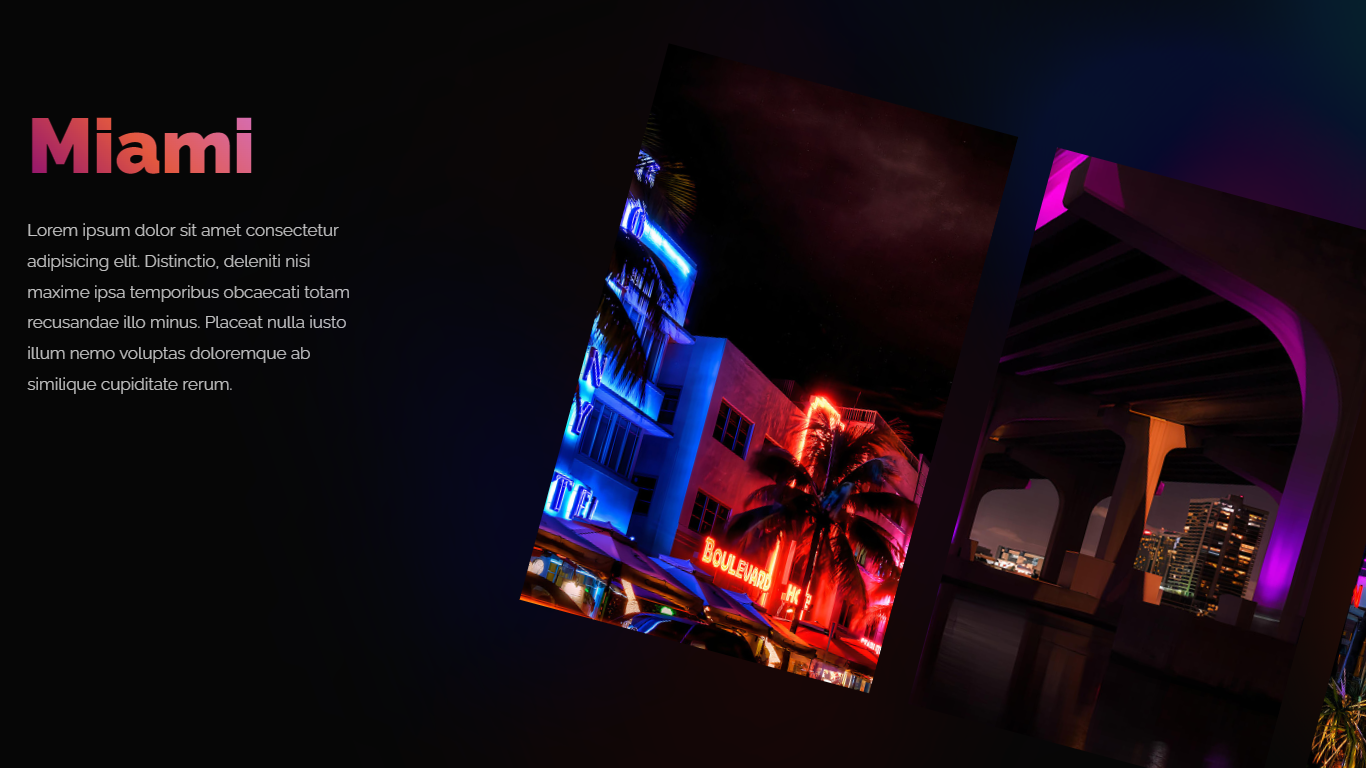 Miami
Lorem ipsum dolor sit amet consectetur
adipisicing elit. Distinctio, deleniti nisi
maxime ipsa temporibus obcaecati totam
recusandae illo minus. Placeat nulla iusto
illum nemo voluptas doloremque ab
similique cupiditate rerum.
BOULEVARD